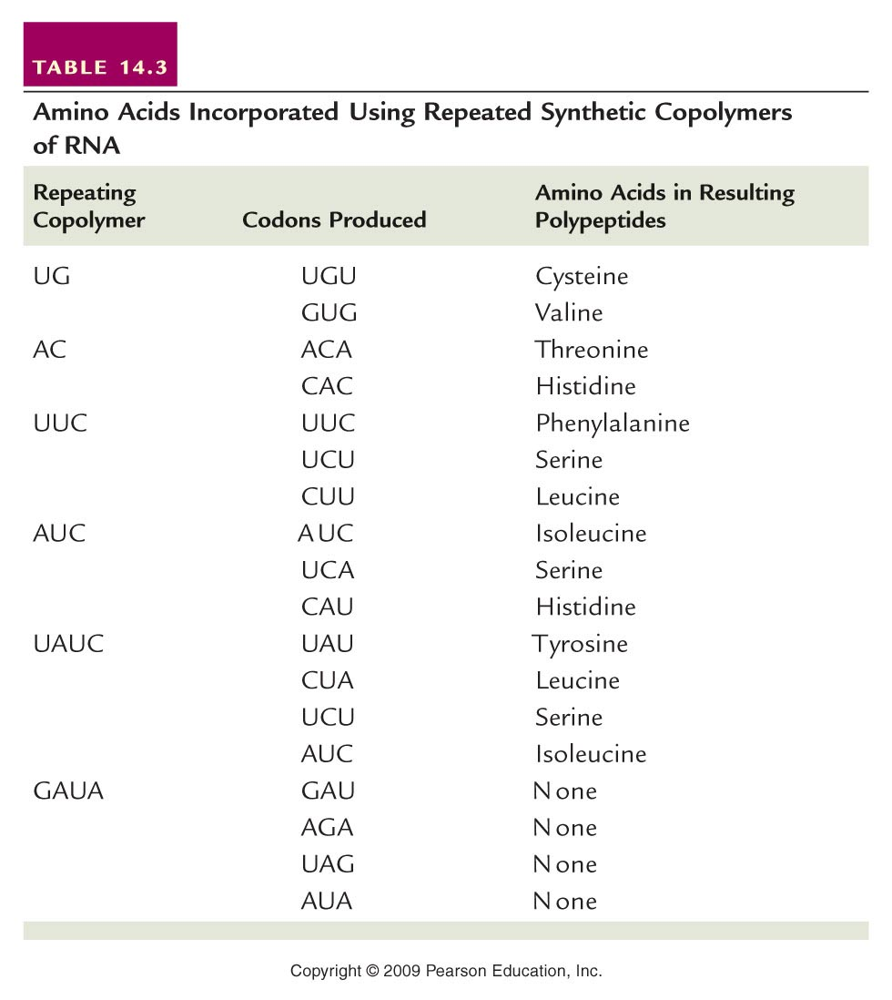 TABLE 14.3
Amino Acids Incorporated Using Repeated Synthetic Copolymers
of RNA
Repeating Copolymer Codons Produced Amino Acids in Resulting Polypeptides
UG UGU Cysteine
GUG Valine
AC ACA Threonine
CAC Histidine
UUC UUC Phenylalanine
UCU Serine
CUU Leucine
AUC AUC Isoleucine
UCA Serine
CAU Histidine
UAUC UAU Tyrosine
CUA Leucine
UCU Serine
AUC Isoleucine
GAUA GAU None
AGA None
UAG None
AUA None
Copyright © 2009 Pearson Education, Inc.